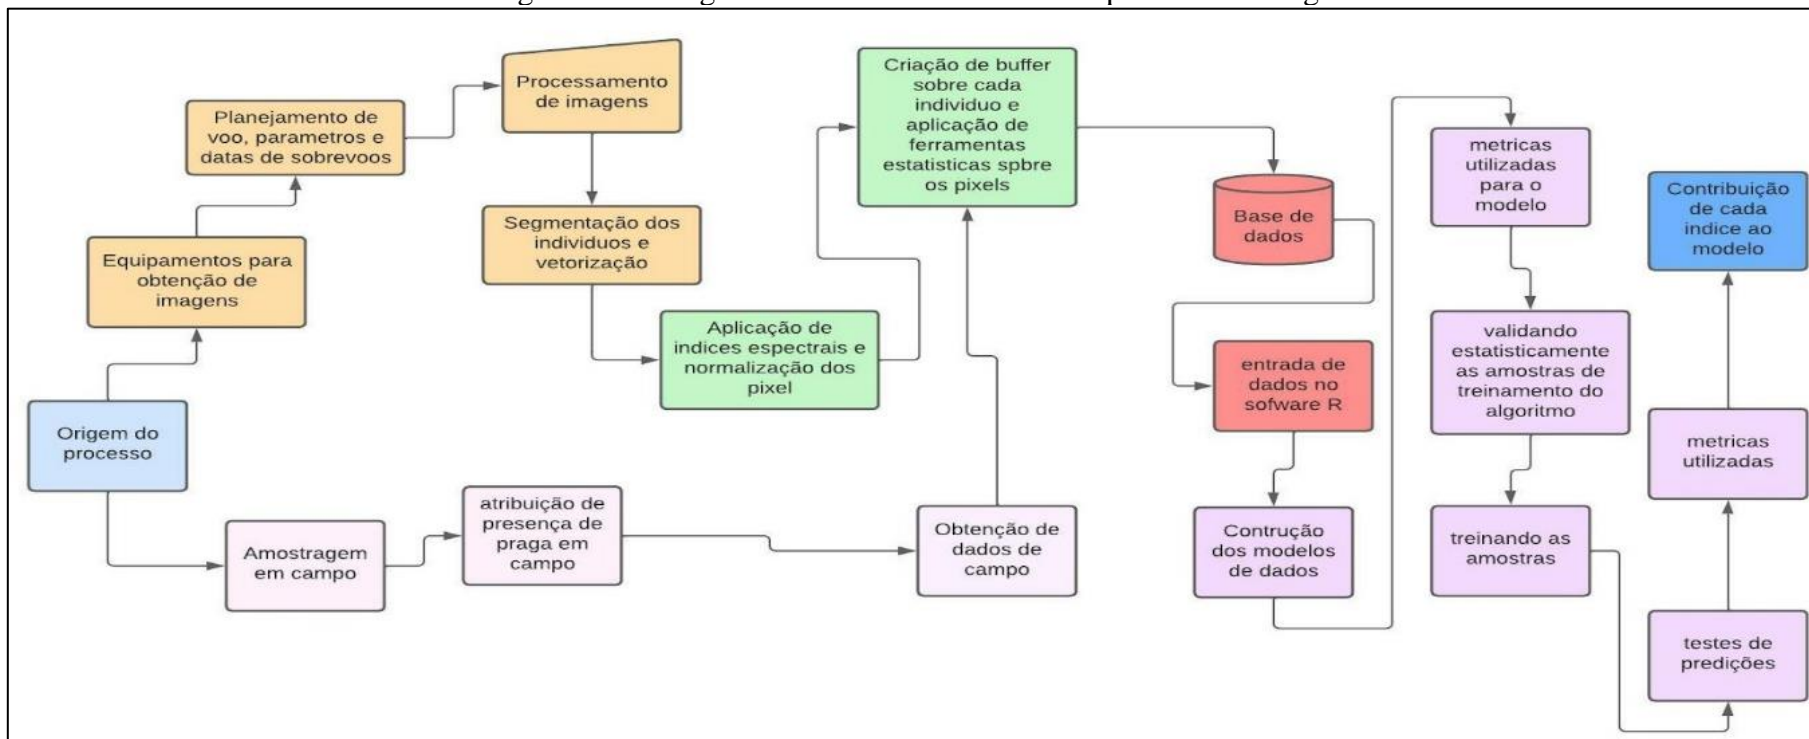 Origem do
processo
Equipamentos para
obtenção de
imagens
Planejamento de
voo, parametros e
datas de sobrevoos
Processamento
de imagens
Segmentação dos
individuos e
vetorização
Aplicação de
indices espectrais e
normalização dos
pixel
Amostragem
em campo
atribuição de
presença de
praga em
campo
Obtenção de
dados de
campo
Criação de buffer
sobre cada
individuo e
aplicação de
ferramentas
estatisticas spbre
os pixels
Base de
dados
entrada de
dados no
sofware R
Contrução
dos modelos
de dados
metricas
utilizadas
para o
modelo
validando
estatisticamente
as amostras de
treinamento do
algoritmo
treinando as
amostras
testes de
predições
metricas
utilizadas
Contribuição
de cada
indice ao
modelo